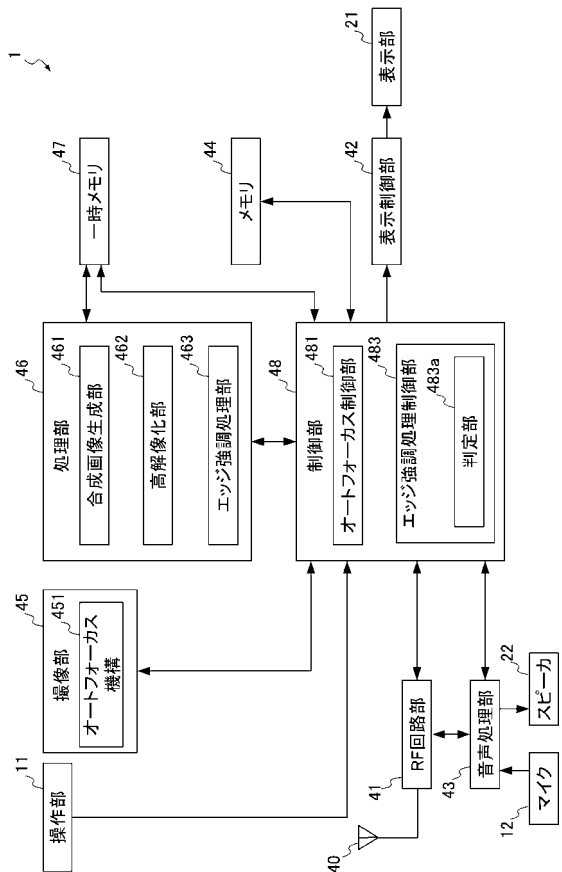 1
11
操作部
45
撮像部
451
オートフォーカス
機構
46
処理部
461
合成画像生成部
462
高解像化部
463
エッジ強調処理部
47
一時メモリ
44
メモリ
48
制御部
481
オートフォーカス制御部
483
エッジ強調処理制御部
483a
判定部
42
表示制御部
21
表示部
40
41
RF回路部
43
音声処理部
12
マイク
22
スピーカ